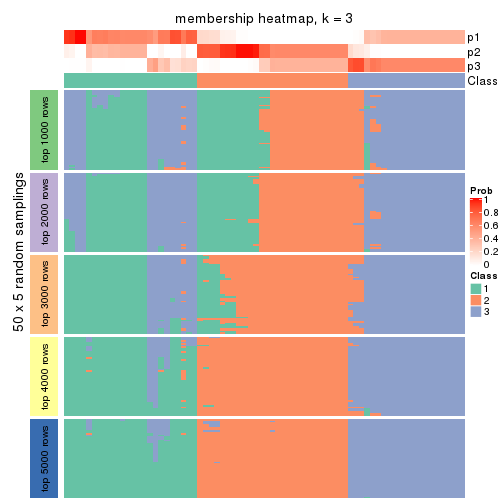 membership heatmap, k = 3
p1
p2
p3
Class
50 x 5 random samplings
top 1000 rows
top 2000 rows
top 3000 rows
top 4000 rows
top 5000 rows
Prob
1
0.8
0.6
0.4
0.2
0
Class
1
2
3